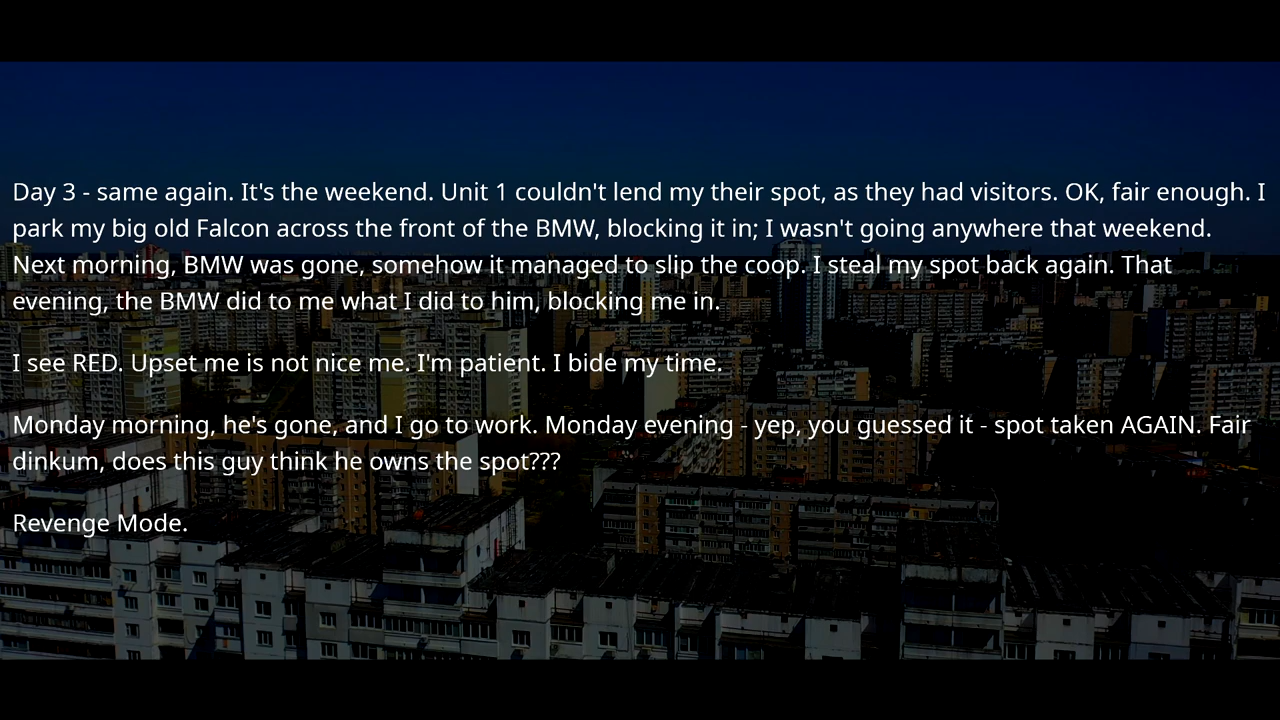 Day 3 - same again. It's the weekend. Unit 1 couldn't lend my their spot, as they had visitors. OK, fair enough. I
park my big old Falcon across the front of the BMW, blocking it in; I wasn't going anywhere that weekend.
Next morning, BMW was gone, somehow it managed to slip the coop. I steal my spot back again. That
evening, the BMW did to me what I did to him, blocking me in.
I see RED. Upset me is not nice me. I'm patient. I bide my time.
Monday morning, he's gone, and I go to work. Monday evening - yep, you guessed it - spot taken AGAIN. Fair
dinkum, does this guy think he owns the spot???
Revenge Mode.